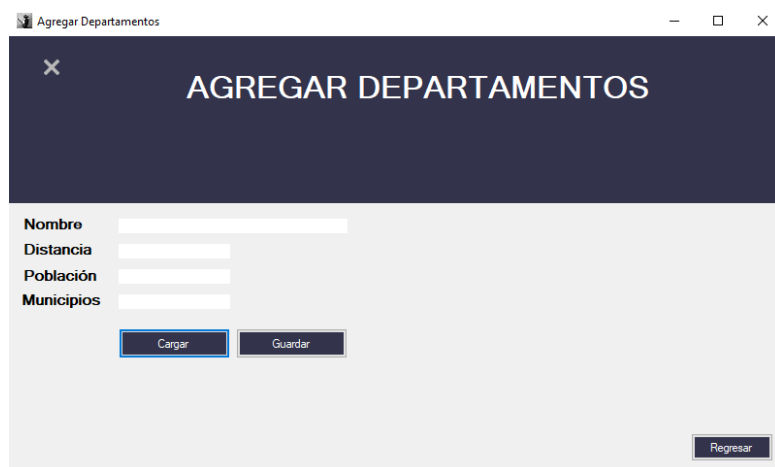 Agregar Departamentos
AGREGAR DEPARTAMENTOS
Nombre
Distancia
Población
Municipios
Cargar Guardar
Regresar